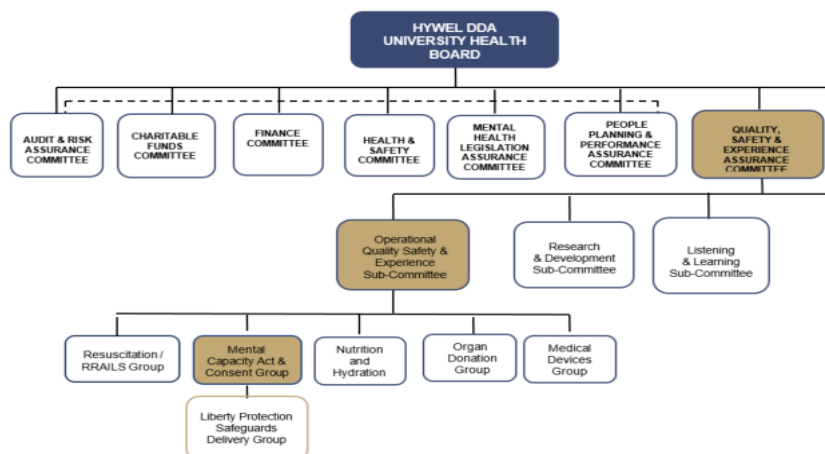 HYWEL DDA
UNIVERSITY HEALTH
BOARD
AUDIT & RISK
ASSURANCE
COMMITTEE
CHARITABLE
FUNDS
COMMITTEE
FINANCE
COMMITTEE
HEALTH &
SAFETY
COMMITTEE
MENTAL
HEALTH
LEGISLATION
ASSURANCE
COMMITTEE
PEOPLE
PLANNING &
PERFORMANCE
ASSURANCE
COMMITTEE
QUALITY,
SAFETY &
EXPERIENCE
ASSURANCE
COMMITTEE
Operational
Quality Safety &
Experience
Sub-Committee
Research
& Development
Sub-Committee
Listening
& Learning
Sub-Committee
Resuscitation /
RRAILS Group
Mental
Capacity Act &
Consent Group
Nutrition
and
Hydration
Organ
Donation
Group
Medical
Devices
Group
Liberty Protection
Safeguards
Delivery Group